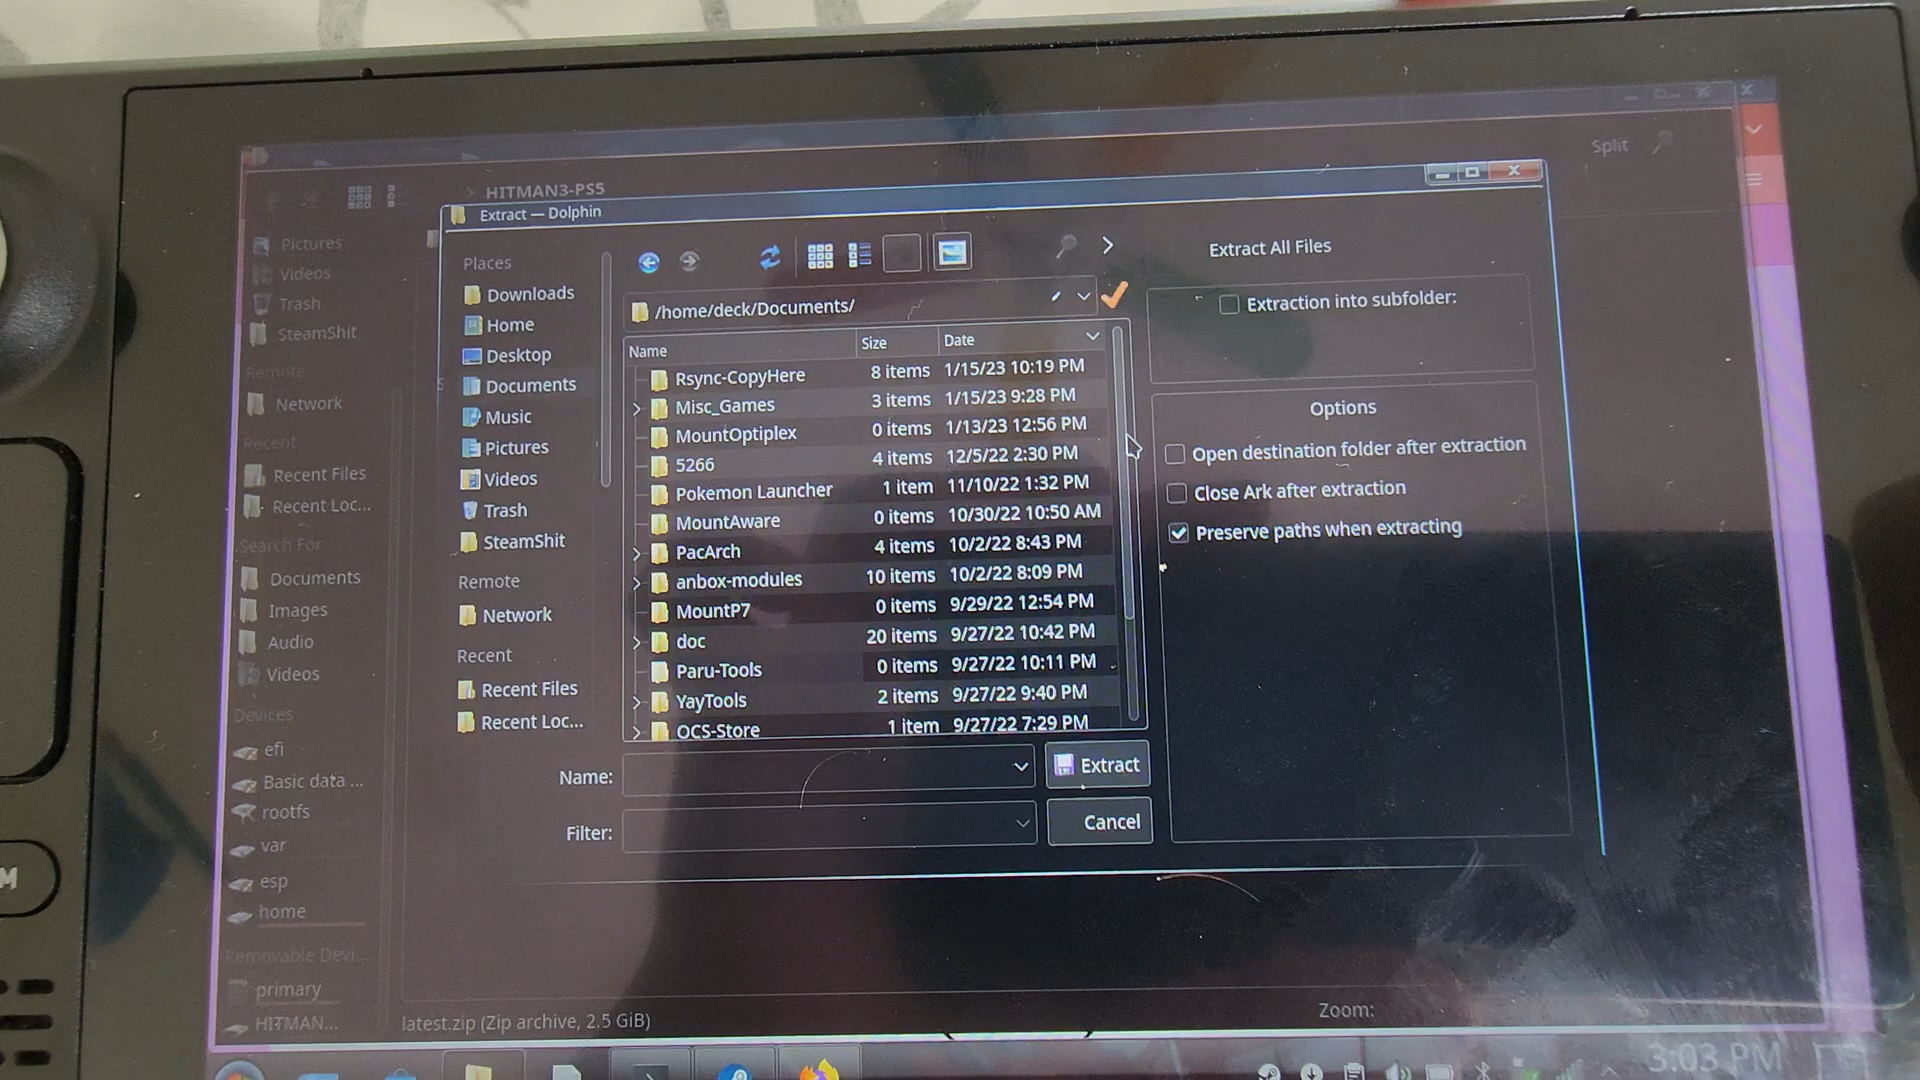 Split
HITMAN3-PS5
Extract — Dolphin
Pictures
Videos
Trash
SteamShit
Remote
Network
Recent
Recent Files
Recent Loc...
Search For
Documents
Images
Audio
Videos
Devices
efi
Basic data ...
rootfs
var
esp
home
Removable Devi...
primary
HITMAN...
Places
Downloads
Home
Desktop
Documents
Music
Pictures
Videos
Trash
SteamShit
Remote
Network
Recent
Recent Files
Recent Loc...
/home/deck/Documents/
Name Size Date
Rsync-CopyHere 8 items 1/15/23 10:19 PM
Misc_Games 3 items 1/15/23 9:28 PM
MountOptiplex 0 items 1/13/23 12:56 PM
5266 4 items 12/5/22 2:30 PM
Pokemon Launcher 1 item 11/10/22 1:32 PM
MountAware 0 items 10/30/22 10:50 AM
PacArch 4 items 10/2/22 8:43 PM
anbox-modules 10 items 10/2/22 8:09 PM
MountP7 0 items 9/29/22 12:54 PM
doc 20 items 9/27/22 10:42 PM
Paru-Tools 0 items 9/27/22 10:11 PM
YayTools 2 items 9/27/22 9:40 PM
OCS-Store 1 item 9/27/22 7:29 PM
Name:
Extract
Filter:
Cancel
Extract All Files
Extraction into subfolder:
Options
Open destination folder after extraction
Close Ark after extraction
Preserve paths when extracting
latest.zip (Zip archive, 2.5 GiB)
Zoom:
3:03 PM